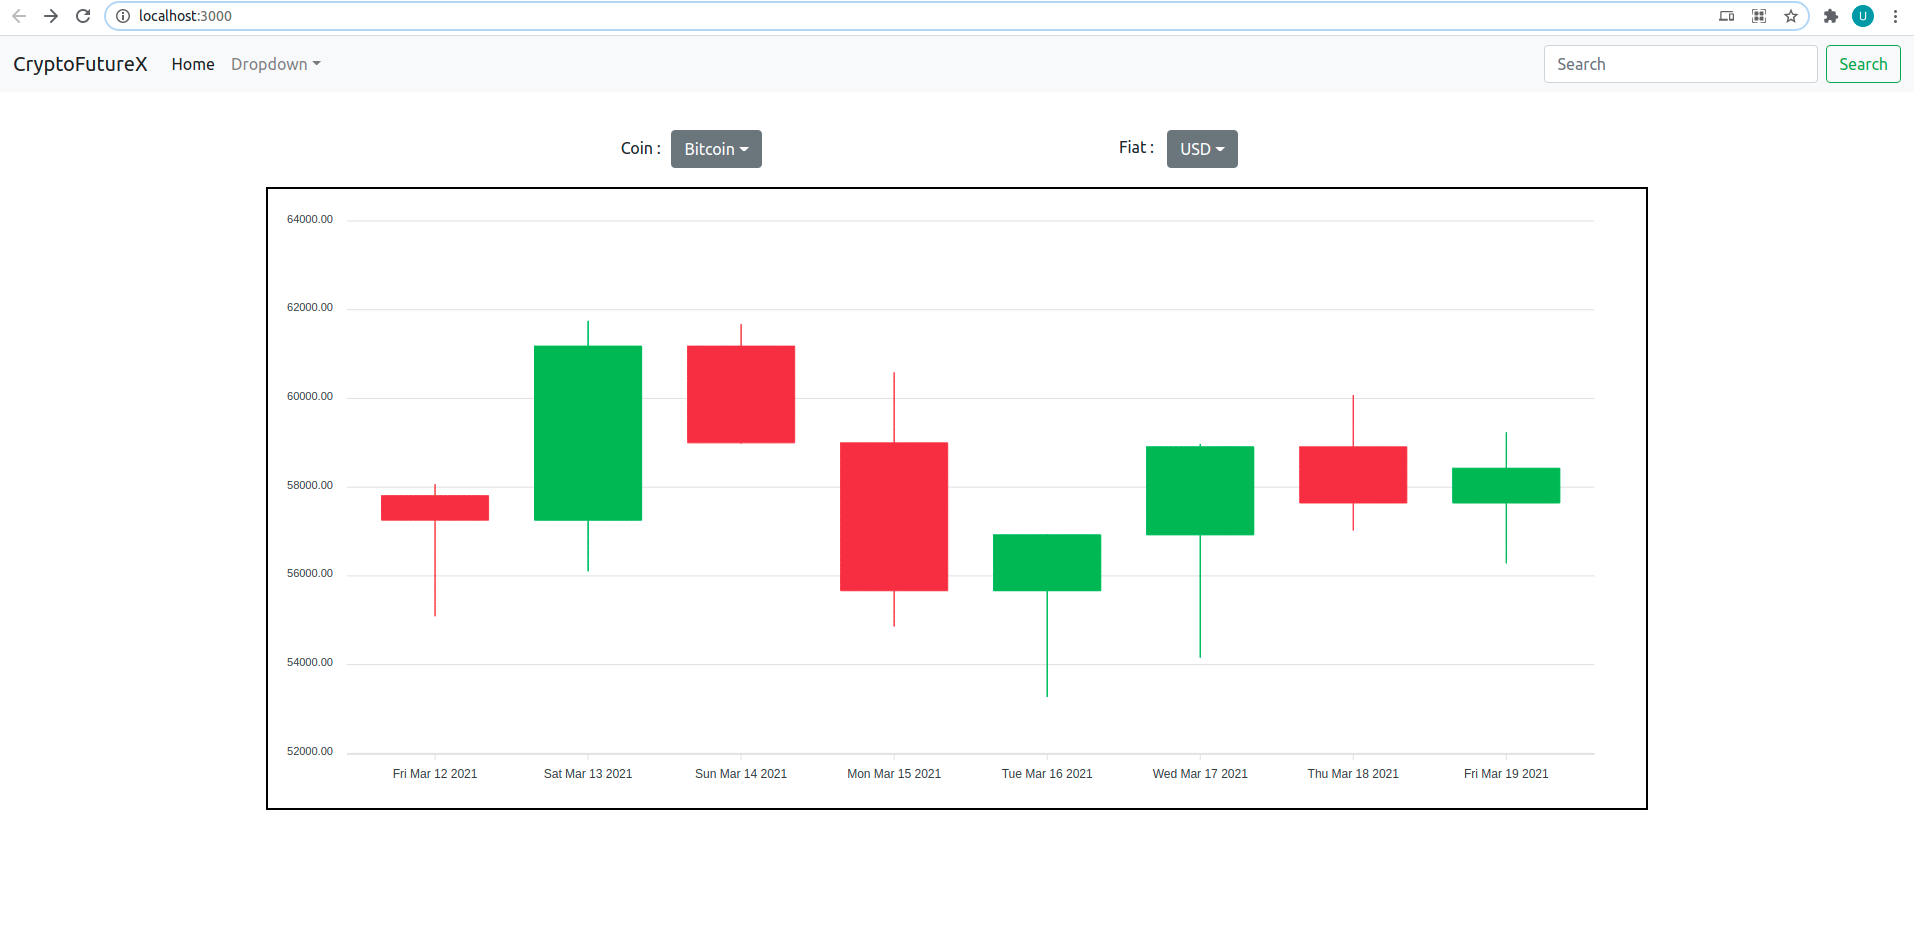 localhost:3000
U
CryptoFutureX Home Dropdown Search Search
Coin : Bitcoin Fiat : USD
64000.00
62000.00
60000.00
58000.00
56000.00
54000.00
52000.00
Fri Mar 12 2021 Sat Mar 13 2021 Sun Mar 14 2021 Mon Mar 15 2021 Tue Mar 16 2021 Wed Mar 17 2021 Thu Mar 18 2021 Fri Mar 19 2021